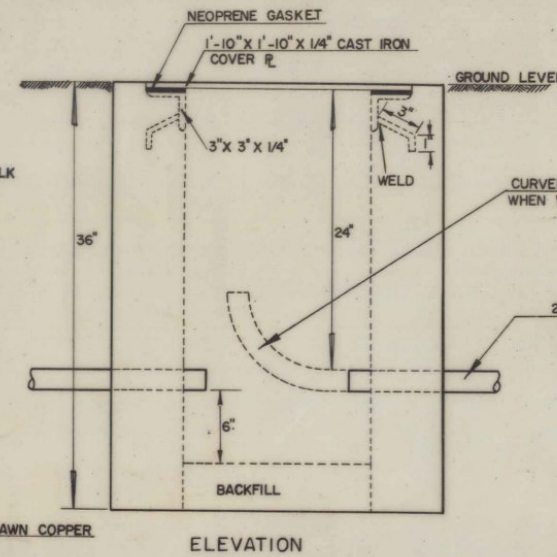 NEOPRENE GASKET
1'-10" X 1'-10" X 1/4" CAST IRON
COVER PL
GROUND LEVEL
3"
1"
3" X 3" X 1/4"
WELD
LK
CURVE
WHEN
36"
24"
2
6"
BACKFILL
AWN COPPER
ELEVATION